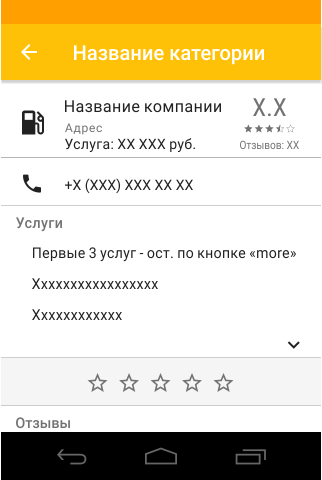 Название категории
Название компании
X.X
Адрес
Услуга: XX XXX руб.
Отзывов: XX
+X (XXX) XXX XX XX
Услуги
Первые 3 услуг - ост. по кнопке «more»
Xxxxxxxxxxxxxxxxx
Xxxxxxxxxxxx
Отзывы